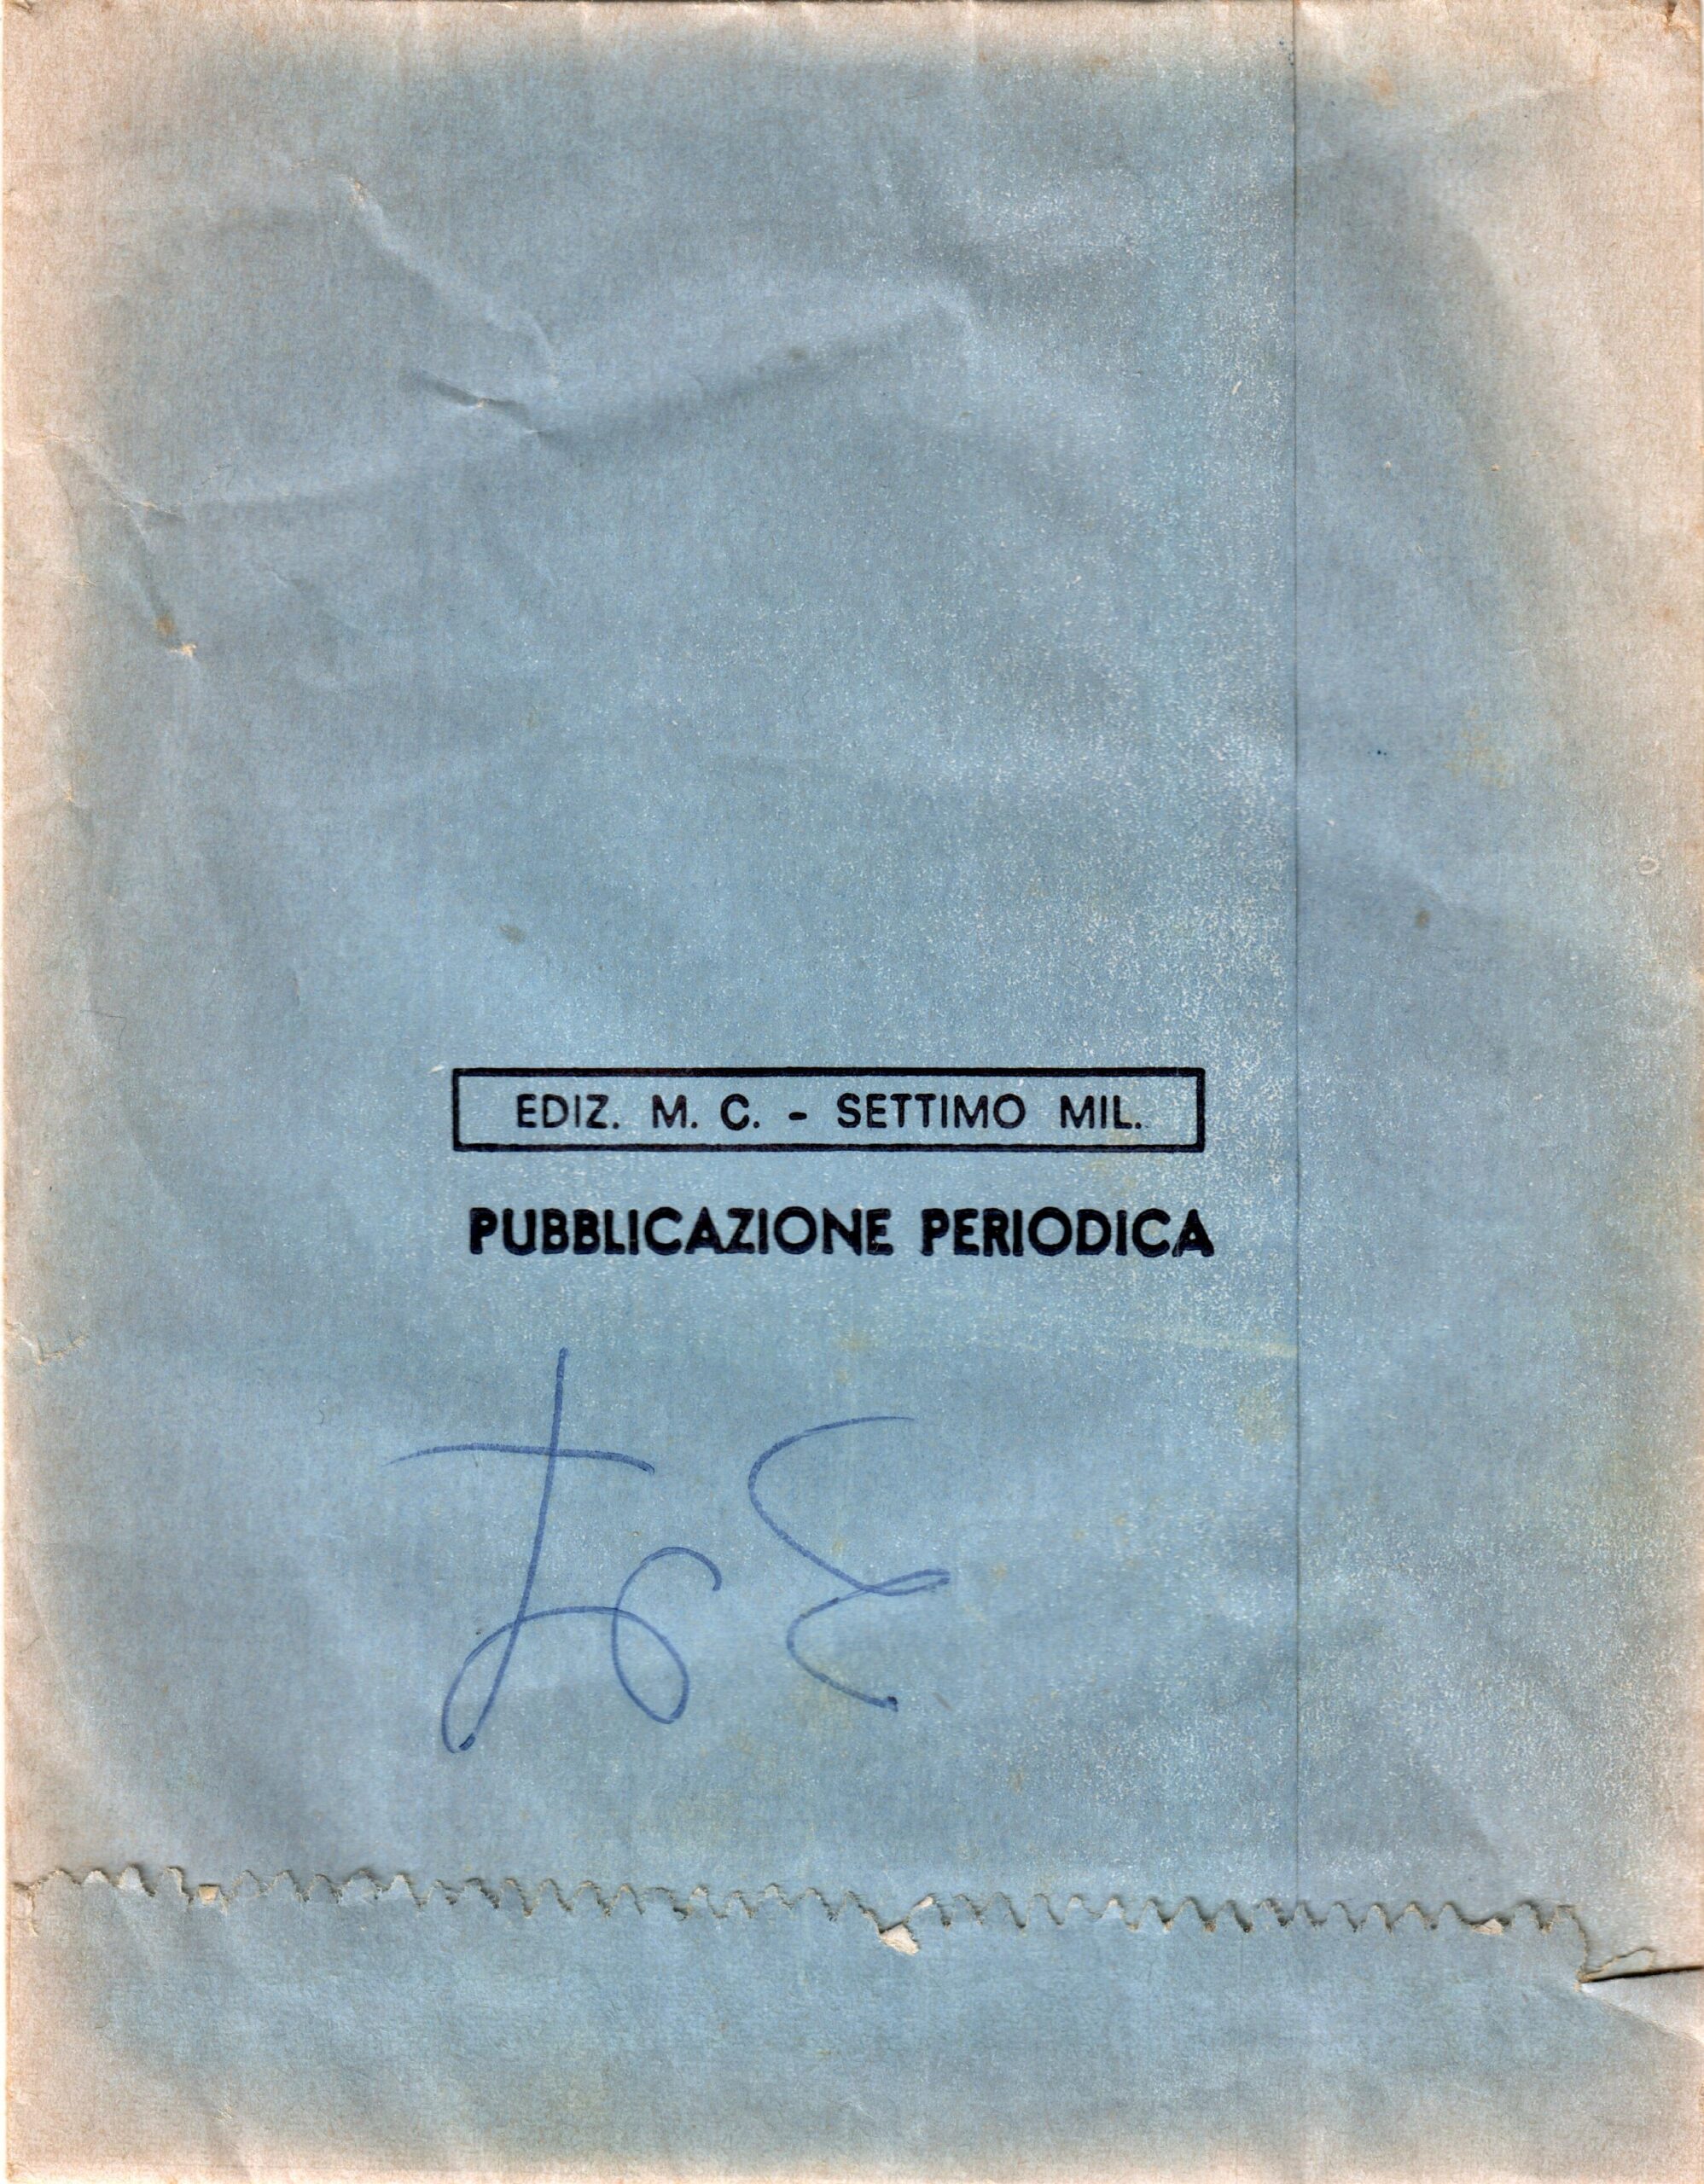 EDIZ. M. C. - SETTIMO MIL.
PUBBLICAZIONE PERIODICA